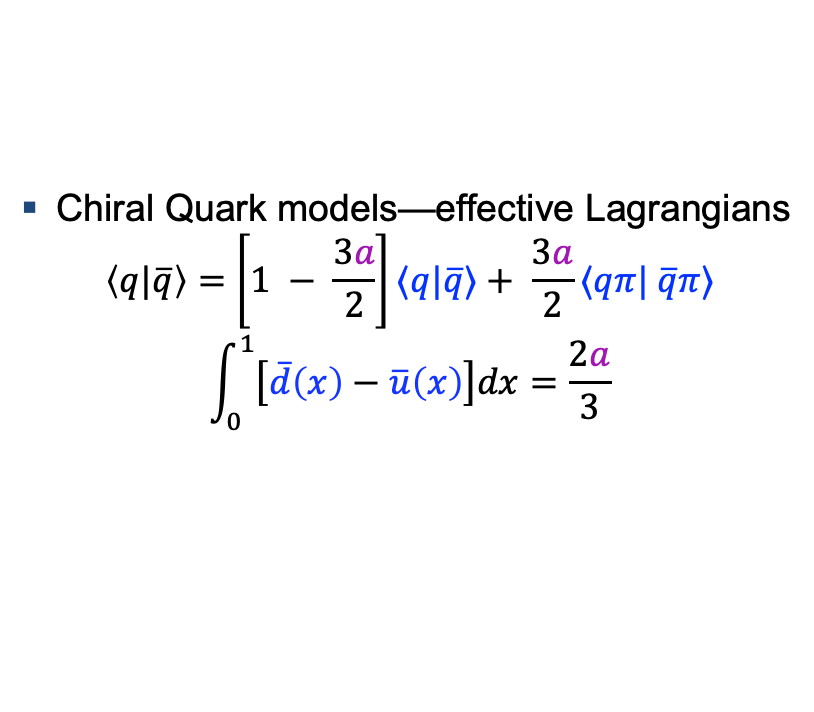 ▪ Chiral Quark models—effective Lagrangians
⟨q|q̄⟩ = [1 − 3a/2] ⟨q|q̄⟩ + 3a/2 ⟨qπ| q̄π⟩
∫₀¹ [d̄(x) − ū(x)]dx = 2a/3